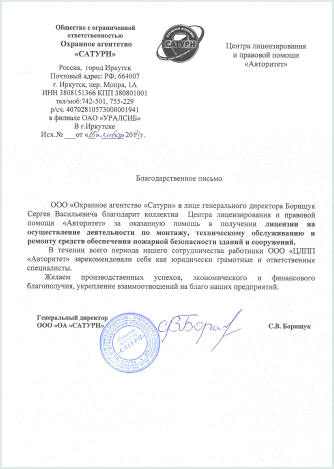 Общество с ограниченной
ответственностью
Охранное агентство
«САТУРН»
Россия, город Иркутск
Почтовый адрес: РФ, 664007
г. Иркутск, пер. Мопра, 1А
ИНН 3808151366 КПП 380801001
тел/моб:742-501, 755-229
р/сч. 40702810573000001941
в филиале ОАО «УРАЛСИБ»
В г.Иркутске
Исх.№ от
САТУРН
Центра лицензирования
и правовой помощи
«Авторитет»
Благодарственное письмо
ООО «Охранное агентство «Сатурн» в лице генерального директора Борищук
Сергея Васильевича благодарит коллектив Центра лицензирования и правовой
помощи «Авторитет» за оказанную помощь в получении лицензии на
осуществление деятельности по монтажу, техническому обслуживанию и
ремонту средств обеспечения пожарной безопасности зданий и сооружений.
В течении всего периода нашего сотрудничества работники ООО «ЦЛПП
«Авторитет» зарекомендовали себя как юридически грамотные и ответственные
специалисты.
Желаем производственных успехов, экономического и финансового
благополучия, укрепление взаимоотношений на благо наших предприятий.
Генеральный директор
ООО «ОА «САТУРН»
С.В. Борищук